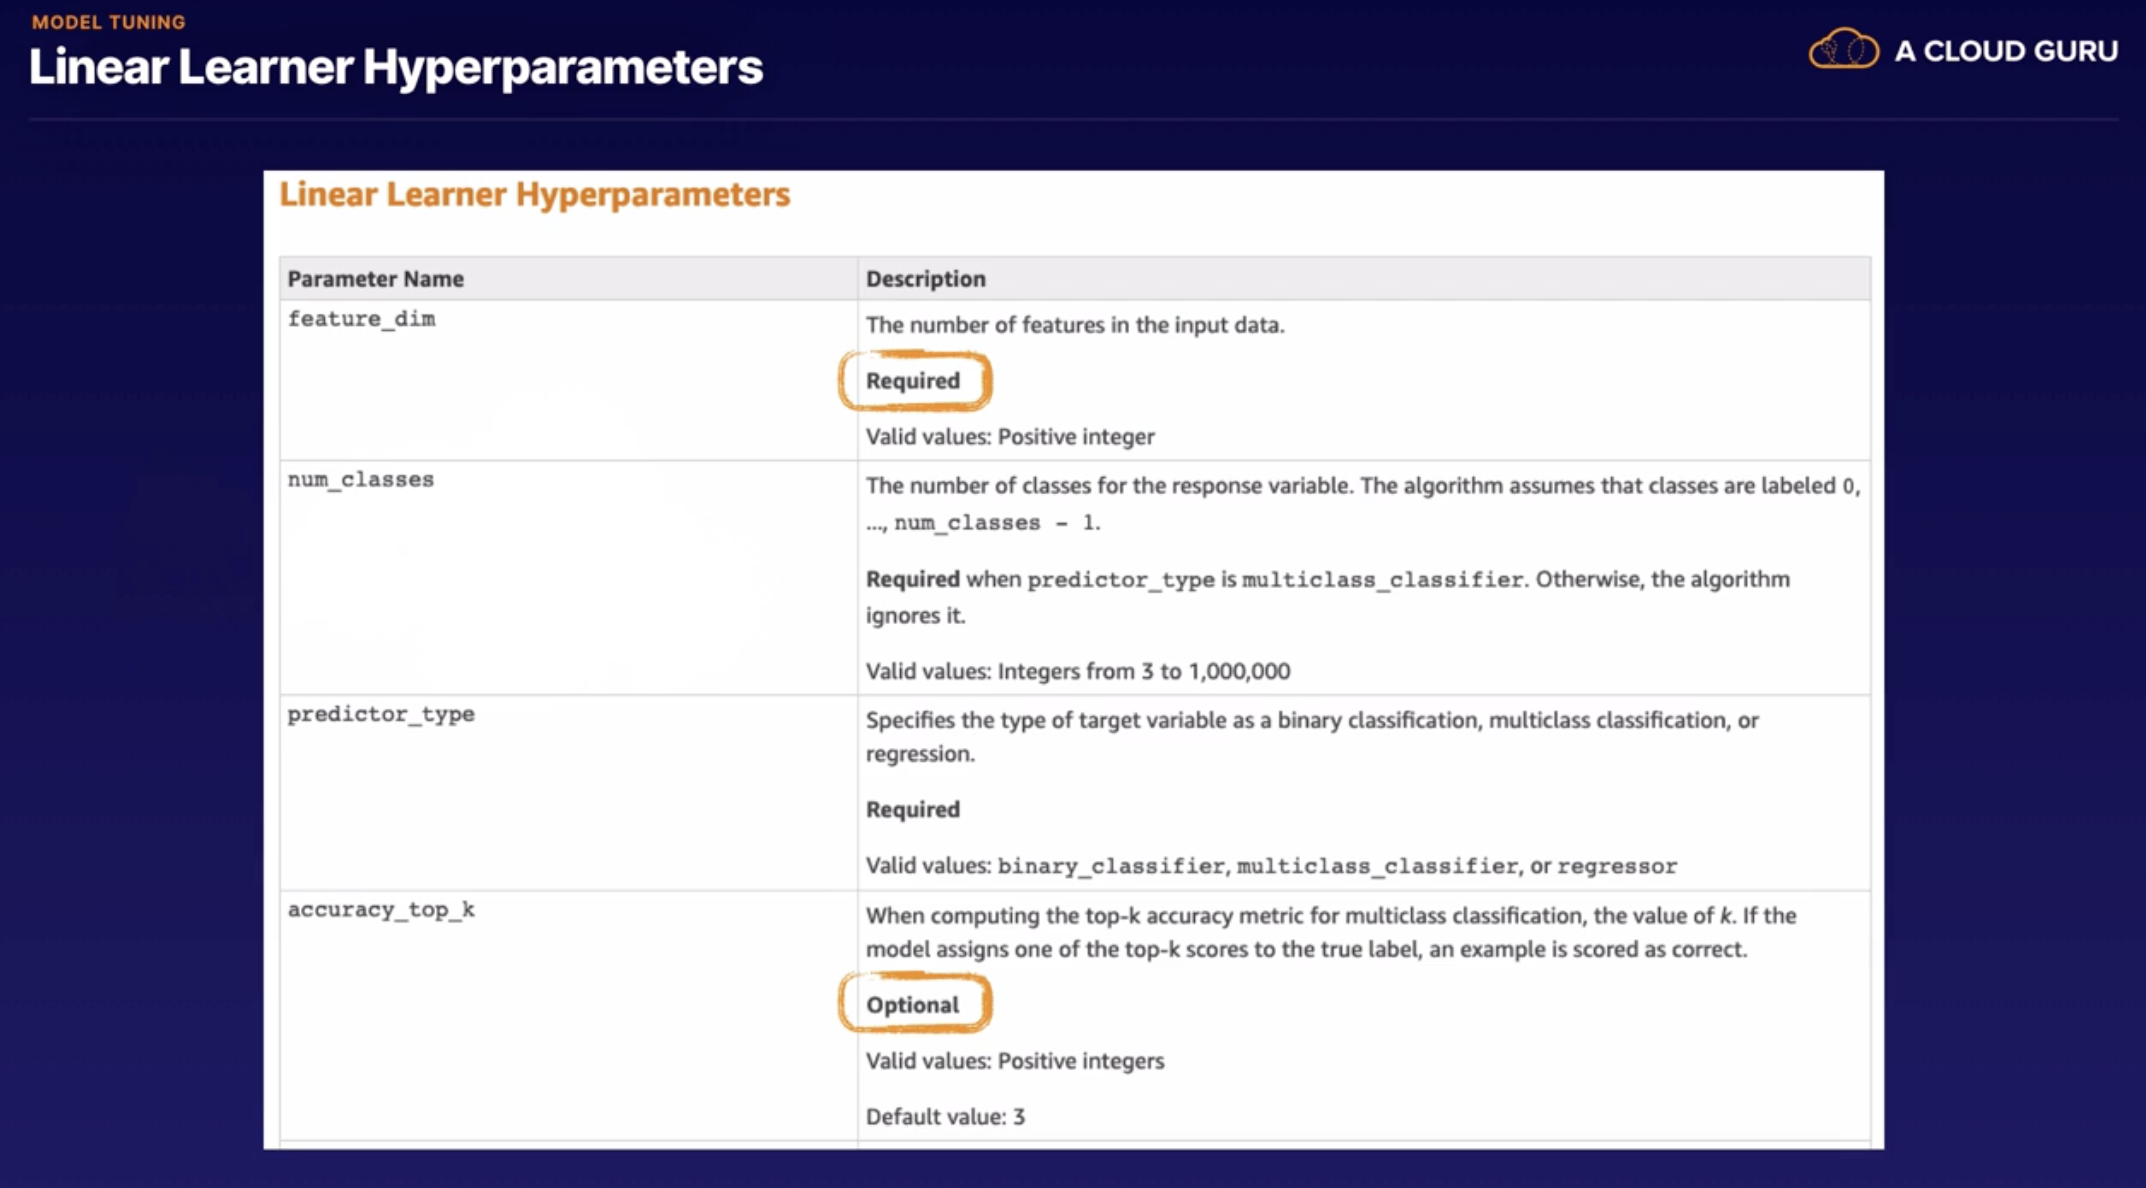 MODEL TUNING
Linear Learner Hyperparameters
A CLOUD GURU
Linear Learner Hyperparameters
Parameter Name
Description
feature_dim
The number of features in the input data.
Required
Valid values: Positive integer
num_classes
The number of classes for the response variable. The algorithm assumes that classes are labeled 0,
..., num_classes - 1.
Required when predictor_type is multiclass_classifier. Otherwise, the algorithm
ignores it.
Valid values: Integers from 3 to 1,000,000
predictor_type
Specifies the type of target variable as a binary classification, multiclass classification, or
regression.
Required
Valid values: binary_classifier, multiclass_classifier, or regressor
accuracy_top_k
When computing the top-k accuracy metric for multiclass classification, the value of k. If the
model assigns one of the top-k scores to the true label, an example is scored as correct.
Optional
Valid values: Positive integers
Default value: 3